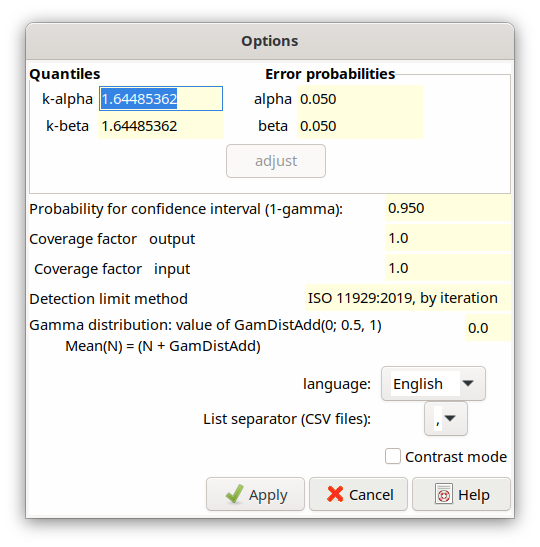 Options
Quantiles Error probabilities
k-alpha 1.64485362 alpha 0.050
k-beta 1.64485362 beta 0.050
adjust
Probability for confidence interval (1-gamma): 0.950
Coverage factor output 1.0
Coverage factor input 1.0
Detection limit method ISO 11929:2019, by iteration
Gamma distribution: value of GamDistAdd(0; 0.5, 1) 0.0
Mean(N) = (N + GamDistAdd)
language: English
List separator (CSV files): ,
Contrast mode
Apply Cancel Help